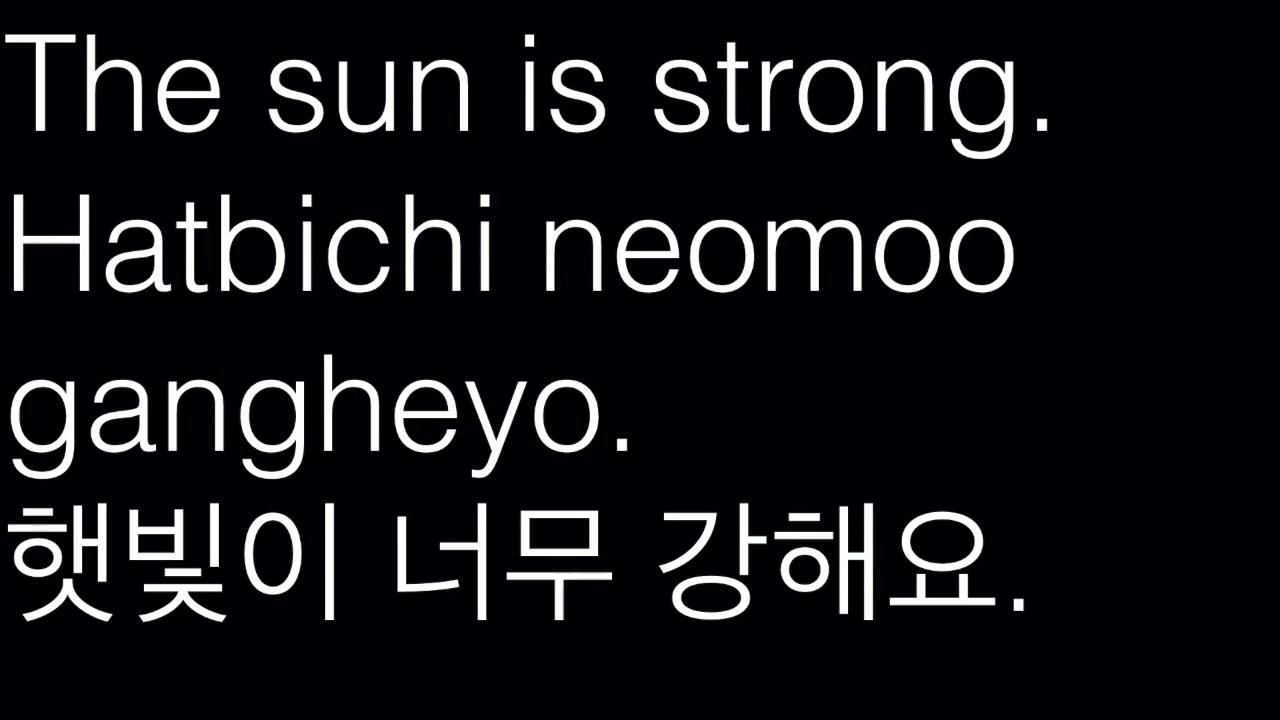 The sun is strong.
Hatbichi neomoo
gangheyo.
햇빛이 너무 강해요.